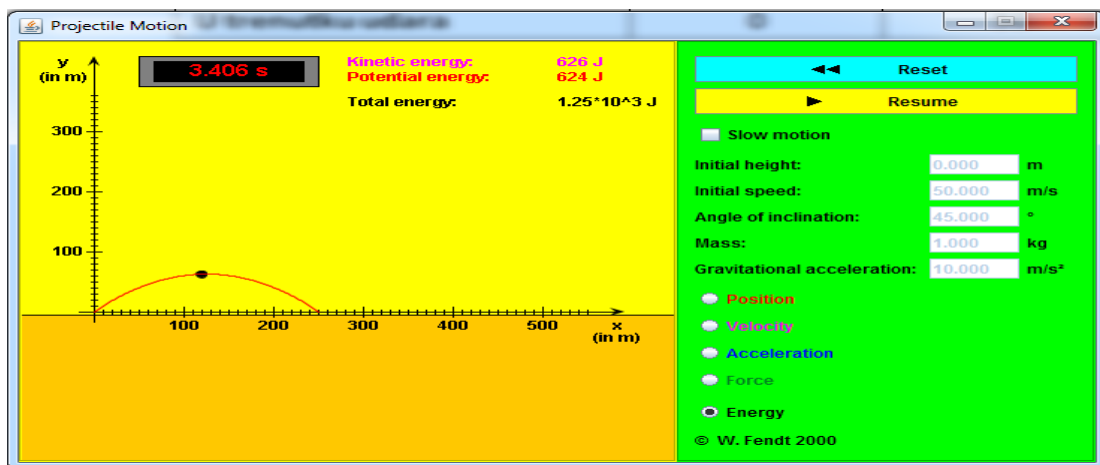 Projectile Motion
U trenutku udara 0
y
(in m)
3.406 s
Kinetic energy: 626 J
Potential energy: 624 J
Total energy: 1.25*10^3 J
300
200
100
100 200 300 400 500 x
(in m)
Reset
Resume
Slow motion
Initial height: 0.000 m
Initial speed: 50.000 m/s
Angle of inclination: 45.000 °
Mass: 1.000 kg
Gravitational acceleration: 10.000 m/s²
Position
Velocity
Acceleration
Force
Energy
© W. Fendt 2000